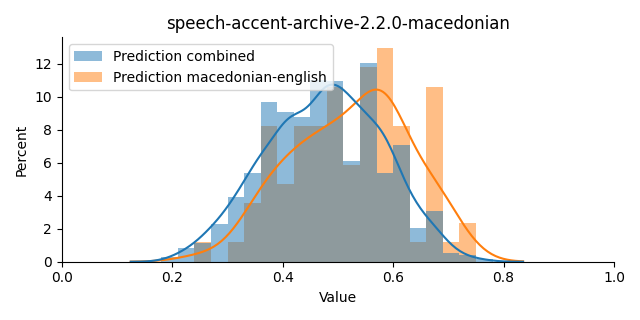 speech-accent-archive-2.2.0-macedonian
Prediction combined
Prediction macedonian-english
Percent
12
10
8
6
4
2
0
0.0 0.2 0.4 0.6 0.8 1.0
Value